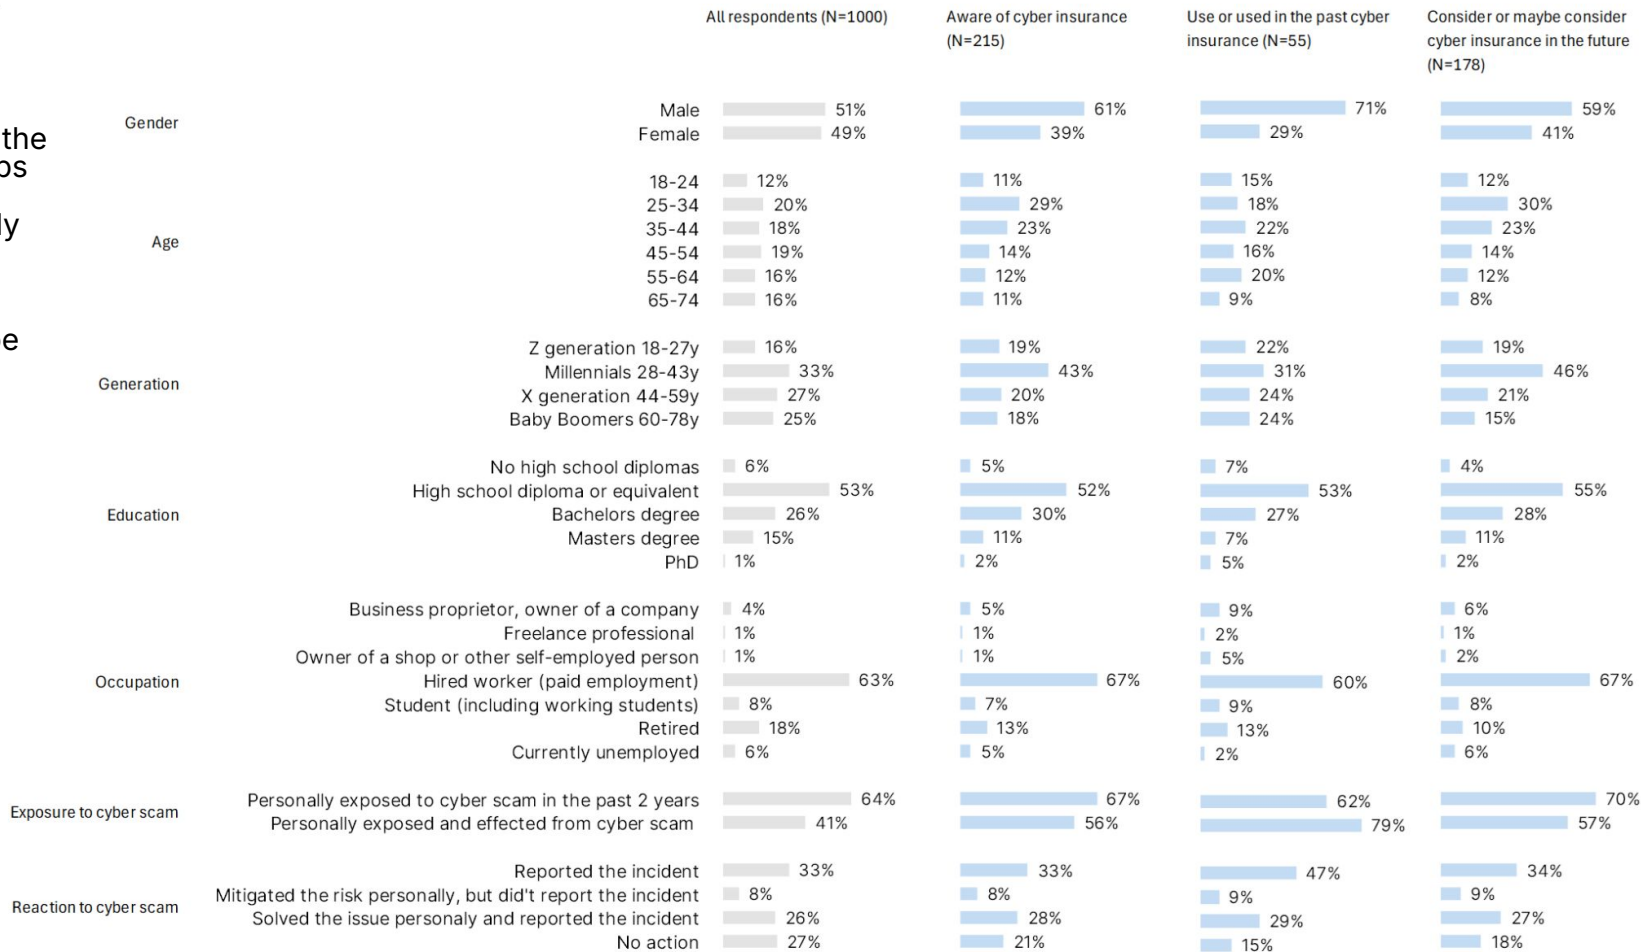 All respondents (N=1000) Aware of cyber insurance Use or used in the past cyber Consider or maybe consider
(N=215) insurance (N=55) cyber insurance in the future
(N=178)
Gender
Male 51% 61% 71% 59%
Female 49% 39% 29% 41%
the
ps
ly
e
Age
18-24 12% 11% 15% 12%
25-34 20% 29% 18% 30%
35-44 18% 23% 22% 23%
45-54 19% 14% 16% 14%
55-64 16% 12% 20% 12%
65-74 16% 11% 9% 8%
Generation
Z generation 18-27y 16% 19% 22% 19%
Millennials 28-43y 33% 43% 31% 46%
X generation 44-59y 27% 20% 24% 21%
Baby Boomers 60-78y 25% 18% 24% 15%
Education
No high school diplomas 6% 5% 7% 4%
High school diploma or equivalent 53% 52% 53% 55%
Bachelors degree 26% 30% 27% 28%
Masters degree 15% 11% 7% 11%
PhD 1% 2% 5% 2%
Occupation
Business proprietor, owner of a company 4% 5% 9% 6%
Freelance professional 1% 1% 2% 1%
Owner of a shop or other self-employed person 1% 1% 5% 2%
Hired worker (paid employment) 63% 67% 60% 67%
Student (including working students) 8% 7% 9% 8%
Retired 18% 13% 13% 10%
Currently unemployed 6% 5% 2% 6%
Exposure to cyber scam
Personally exposed to cyber scam in the past 2 years 64% 67% 62% 70%
Personally exposed and effected from cyber scam 41% 56% 79% 57%
Reaction to cyber scam
Reported the incident 33% 33% 47% 34%
Mitigated the risk personally, but didn't report the incident 8% 8% 9% 9%
Solved the issue personaly and reported the incident 26% 28% 29% 27%
No action 27% 21% 15% 18%